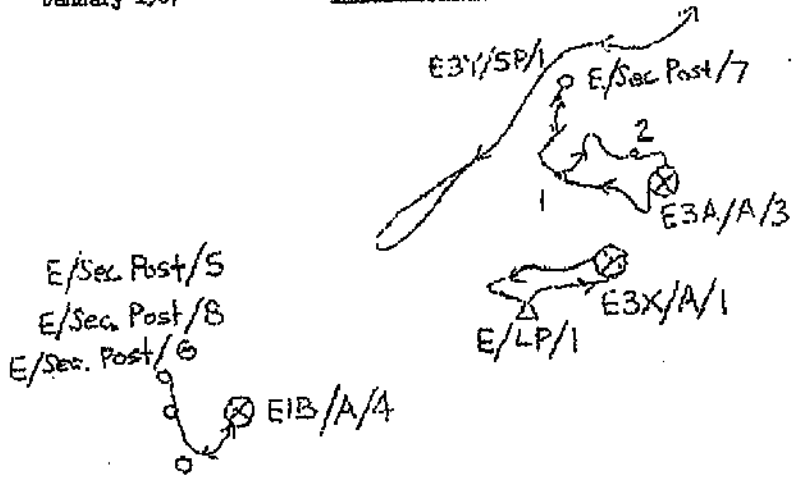 January
E3Y/SP/1
E/Sec Post/7
2
1
E3A/A/3
E/Sec. Post/5
E3X/A/1
E/Sec. Post/8
E/LP/1
E/Sec. Post/6
E1B/A/4